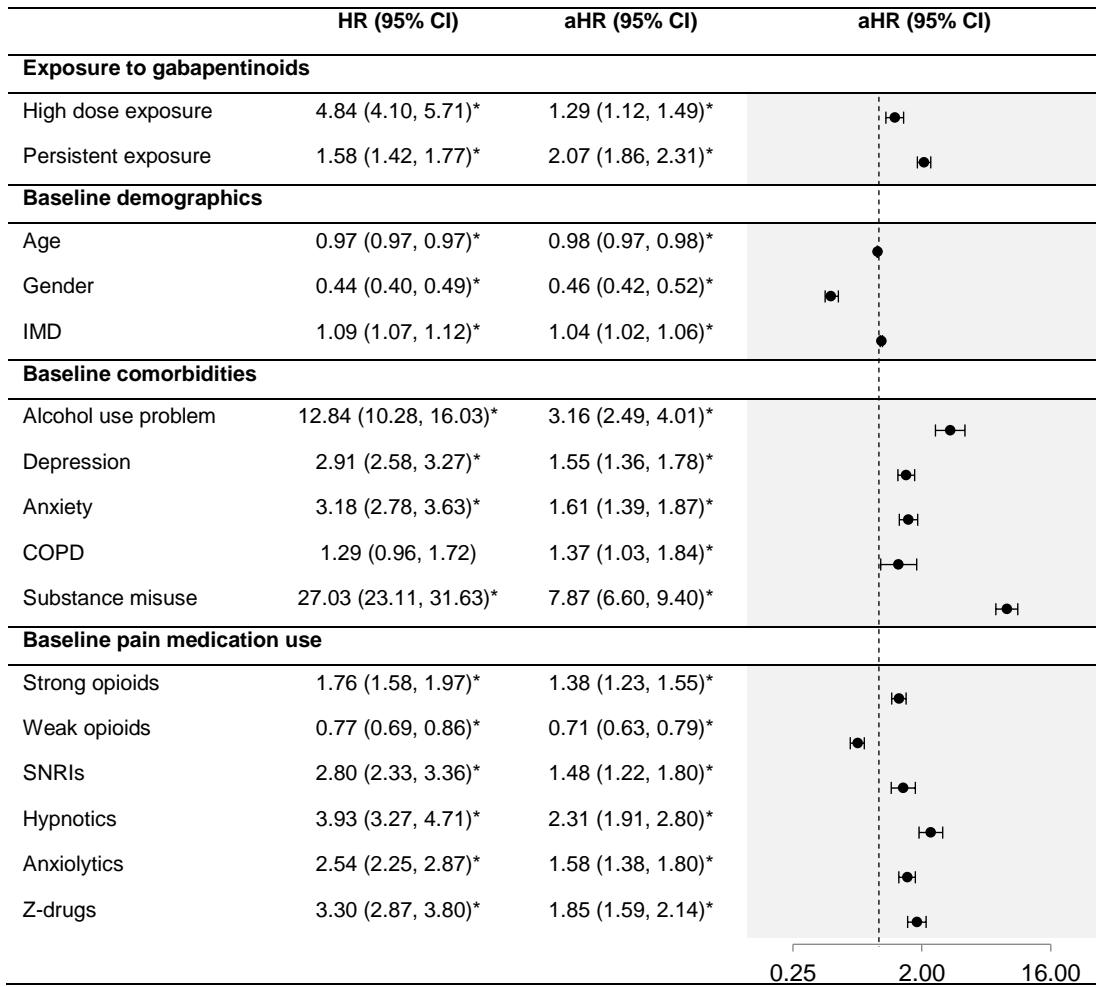 HR (95% CI) aHR (95% CI) aHR (95% CI)
Exposure to gabapentinoids
High dose exposure 4.84 (4.10, 5.71)* 1.29 (1.12, 1.49)*
Persistent exposure 1.58 (1.42, 1.77)* 2.07 (1.86, 2.31)*
Baseline demographics
Age 0.97 (0.97, 0.97)* 0.98 (0.97, 0.98)*
Gender 0.44 (0.40, 0.49)* 0.46 (0.42, 0.52)*
IMD 1.09 (1.07, 1.12)* 1.04 (1.02, 1.06)*
Baseline comorbidities
Alcohol use problem 12.84 (10.28, 16.03)* 3.16 (2.49, 4.01)*
Depression 2.91 (2.58, 3.27)* 1.55 (1.36, 1.78)*
Anxiety 3.18 (2.78, 3.63)* 1.61 (1.39, 1.87)*
COPD 1.29 (0.96, 1.72) 1.37 (1.03, 1.84)*
Substance misuse 27.03 (23.11, 31.63)* 7.87 (6.60, 9.40)*
Baseline pain medication use
Strong opioids 1.76 (1.58, 1.97)* 1.38 (1.23, 1.55)*
Weak opioids 0.77 (0.69, 0.86)* 0.71 (0.63, 0.79)*
SNRIs 2.80 (2.33, 3.36)* 1.48 (1.22, 1.80)*
Hypnotics 3.93 (3.27, 4.71)* 2.31 (1.91, 2.80)*
Anxiolytics 2.54 (2.25, 2.87)* 1.58 (1.38, 1.80)*
Z-drugs 3.30 (2.87, 3.80)* 1.85 (1.59, 2.14)*
0.25 2.00 16.00